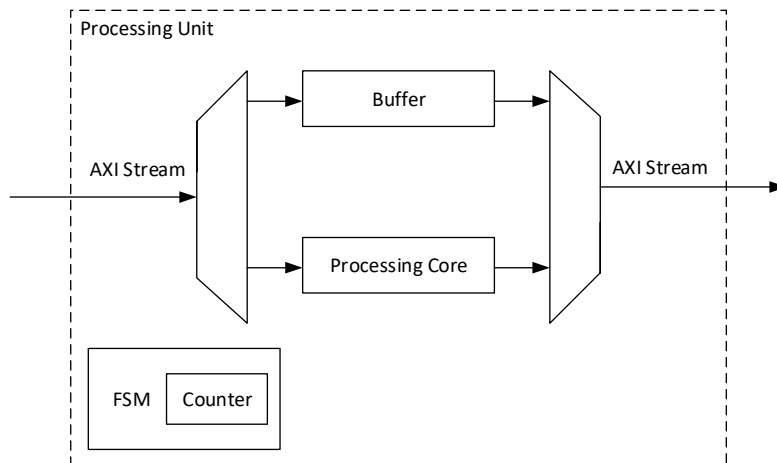 Processing Unit
Buffer
AXI Stream
AXI Stream
Processing Core
FSM
Counter